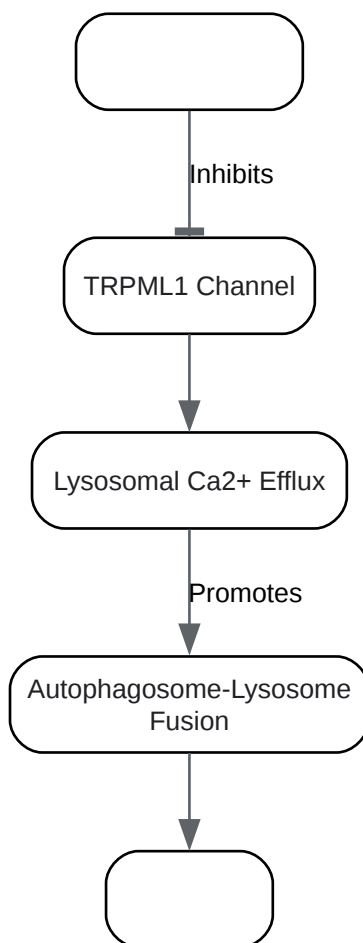 Inhibits
TRPML1 Channel
Lysosomal Ca2+ Efflux
Promotes
Autophagosome-Lysosome
Fusion